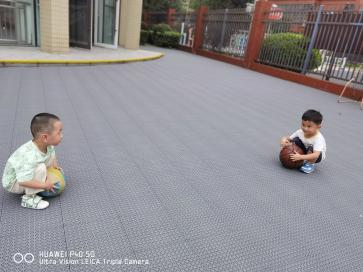 HUAWEI P40 5G
Ultra Vision LEICA Triple Camera